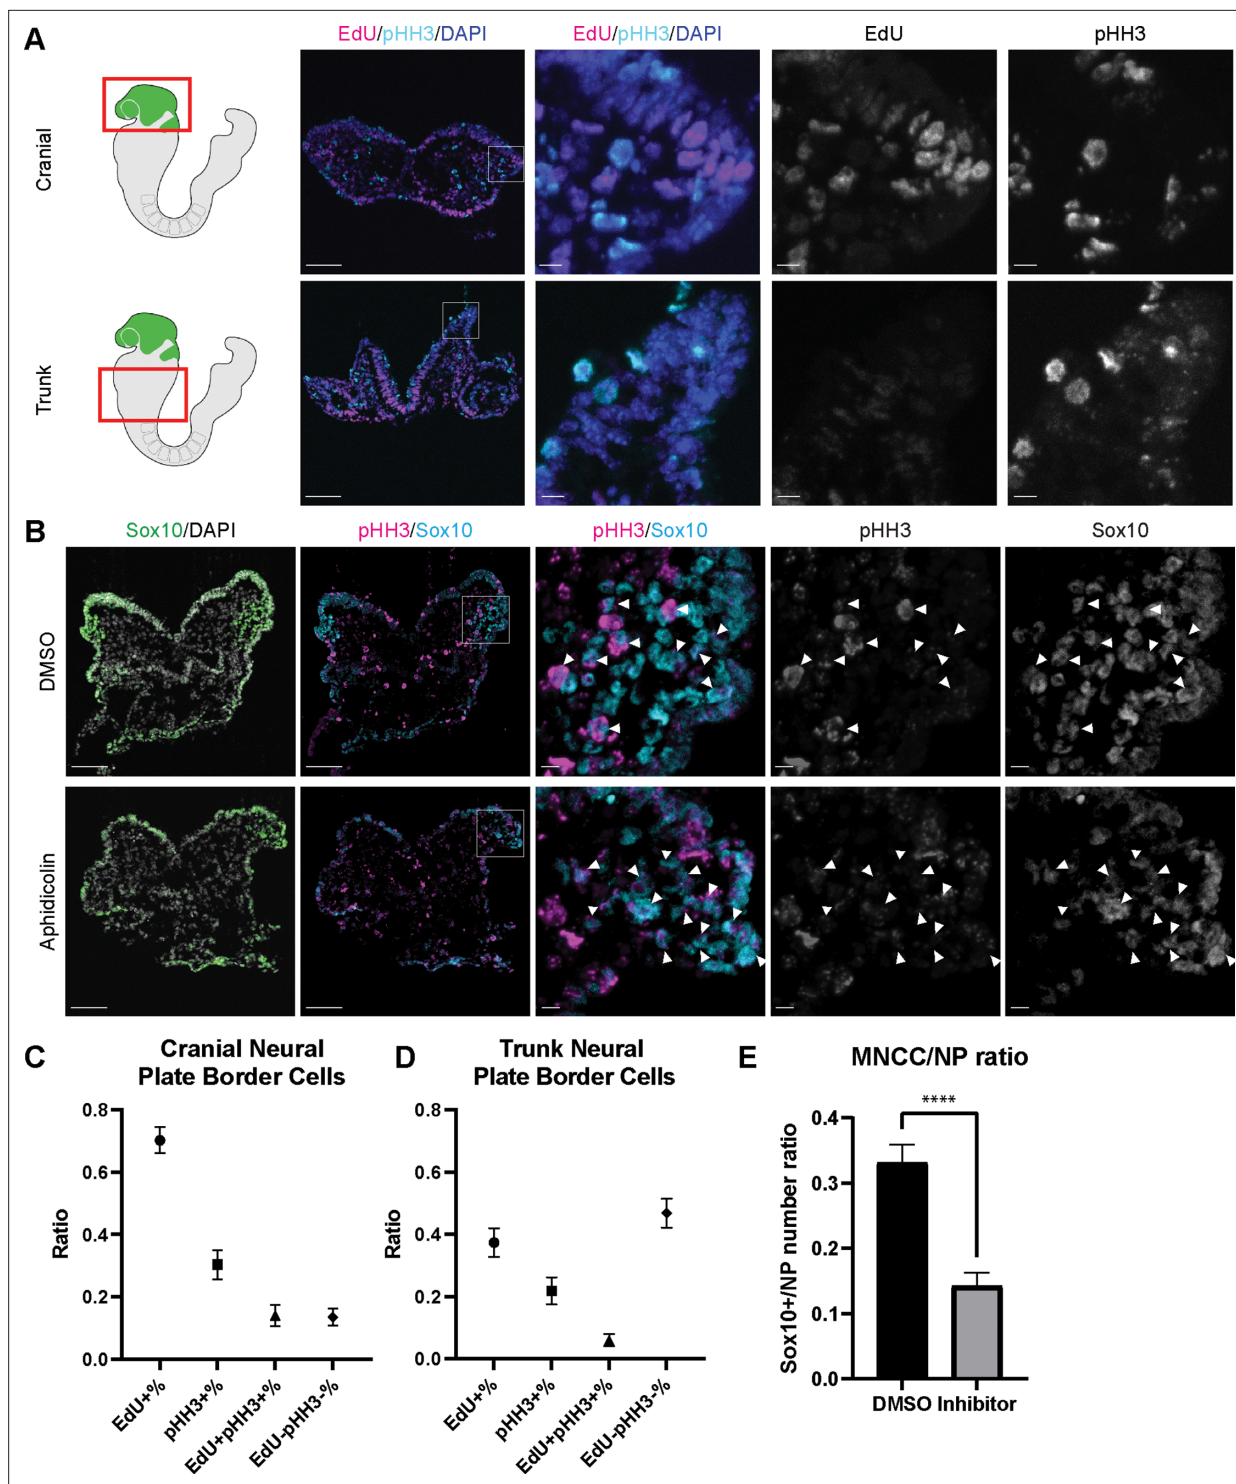 A
EdU/pHH3/DAPI
EdU/pHH3/DAPI
EdU
pHH3
Cranial
Trunk
B
Sox10/DAPI
pHH3/Sox10
pHH3/Sox10
pHH3
Sox10
DMSO
Aphidicolin
C
Cranial Neural
Plate Border Cells
Ratio
0.8
0.6
0.4
0.2
0.0
EdU+%
pHH3+%
EdU+pHH3+%
EdU-pHH3-%
D
Trunk Neural
Plate Border Cells
Ratio
0.8
0.6
0.4
0.2
0.0
EdU+%
pHH3+%
EdU+pHH3+%
EdU-pHH3-%
E
MNCC/NP ratio
****
Sox10+/NP number ratio
0.4
0.3
0.2
0.1
0.0
DMSO Inhibitor